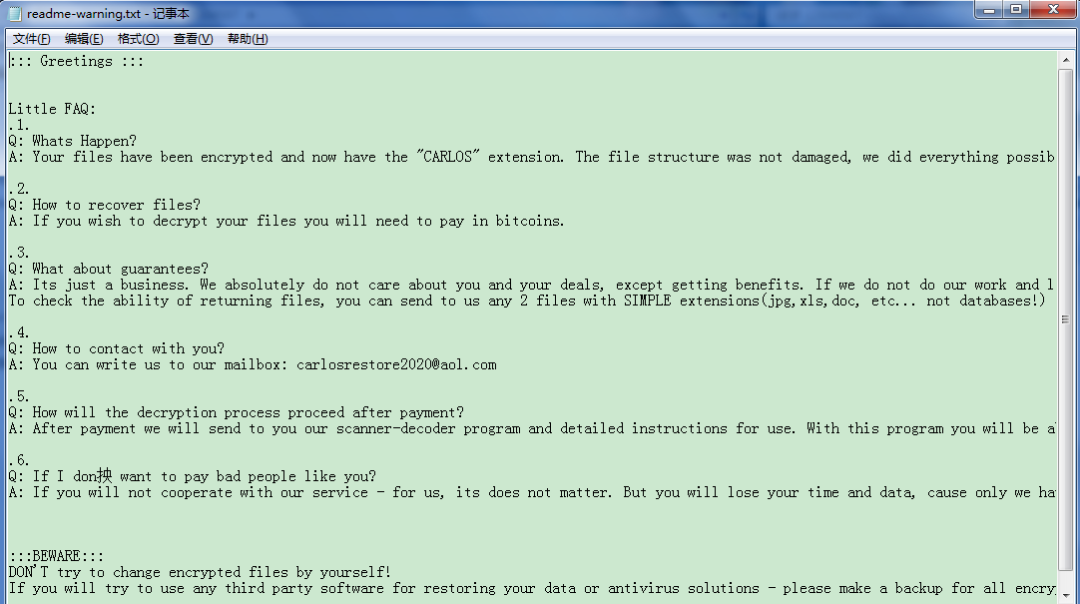 readme-warning.txt - 记事本
文件(F) 编辑(E) 格式(O) 查看(V) 帮助(H)
::: Greetings :::
Little FAQ:
.1.
Q: Whats Happen?
A: Your files have been encrypted and now have the "CARLOS" extension. The file structure was not damaged, we did everything possib
.2.
Q: How to recover files?
A: If you wish to decrypt your files you will need to pay in bitcoins.
.3.
Q: What about guarantees?
A: Its just a business. We absolutely do not care about you and your deals, except getting benefits. If we do not do our work and l
To check the ability of returning files, you can send to us any 2 files with SIMPLE extensions(jpg,xls,doc, etc... not databases!)
.4.
Q: How to contact with you?
A: You can write us to our mailbox: carlosrestore2020@aol.com
.5.
Q: How will the decryption process proceed after payment?
A: After payment we will send to you our scanner-decoder program and detailed instructions for use. With this program you will be a
.6.
Q: If I don抰 want to pay bad people like you?
A: If you will not cooperate with our service - for us, its does not matter. But you will lose your time and data, cause only we ha
:::BEWARE:::
DON'T try to change encrypted files by yourself!
If you will try to use any third party software for restoring your data or antivirus solutions - please make a backup for all encry